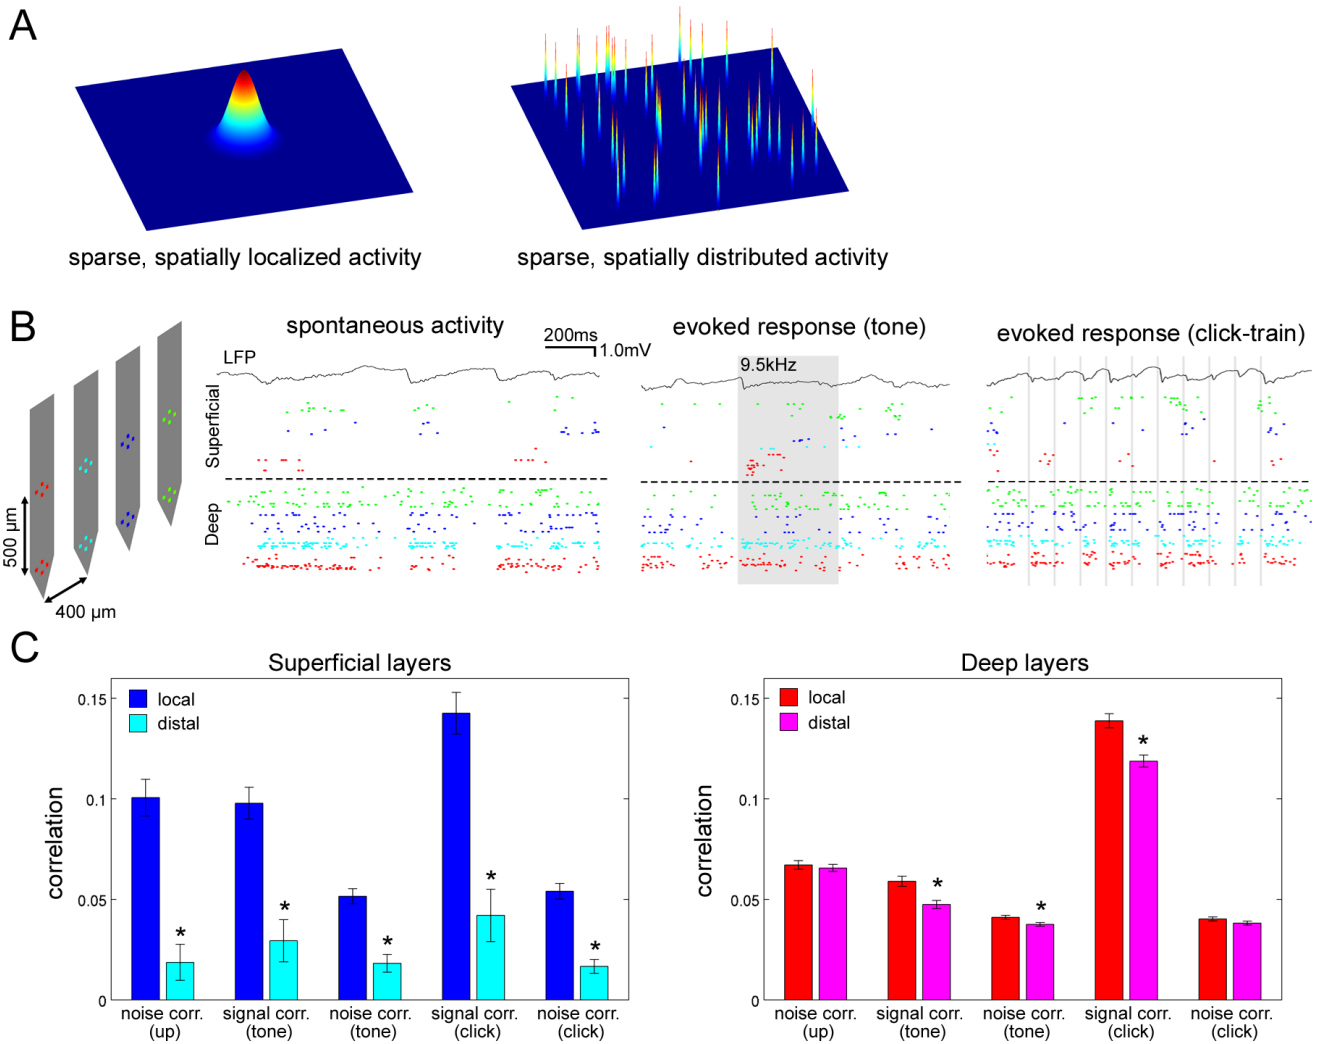 A
sparse, spatially localized activity
sparse, spatially distributed activity
B
spontaneous activity
200ms
1.0mV
evoked response (tone)
evoked response (click-train)
LFP
9.5kHz
Superficial
Deep
500 µm
400 µm
C
Superficial layers
local
distal
correlation
0.15
0.1
0.05
0
noise corr.
(up)
signal corr.
(tone)
noise corr.
(tone)
signal corr.
(click)
noise corr.
(click)
*
*
*
*
*
Deep layers
local
distal
correlation
0.15
0.1
0.05
0
noise corr.
(up)
signal corr.
(tone)
noise corr.
(tone)
signal corr.
(click)
noise corr.
(click)
*
*
*